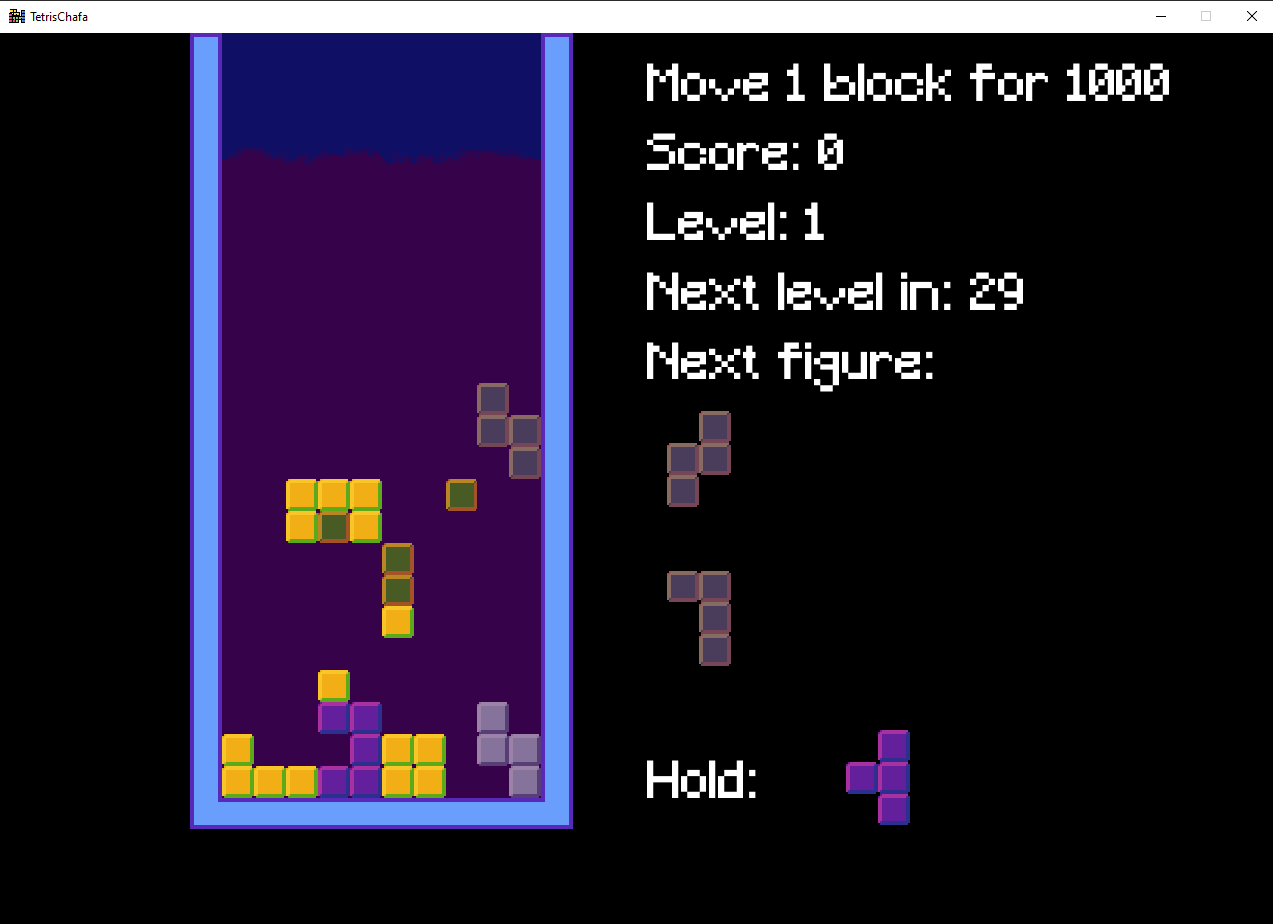 TetrisChafa
Move 1 block for 1000
Score: 0
Level: 1
Next level in: 29
Next figure:
Hold: